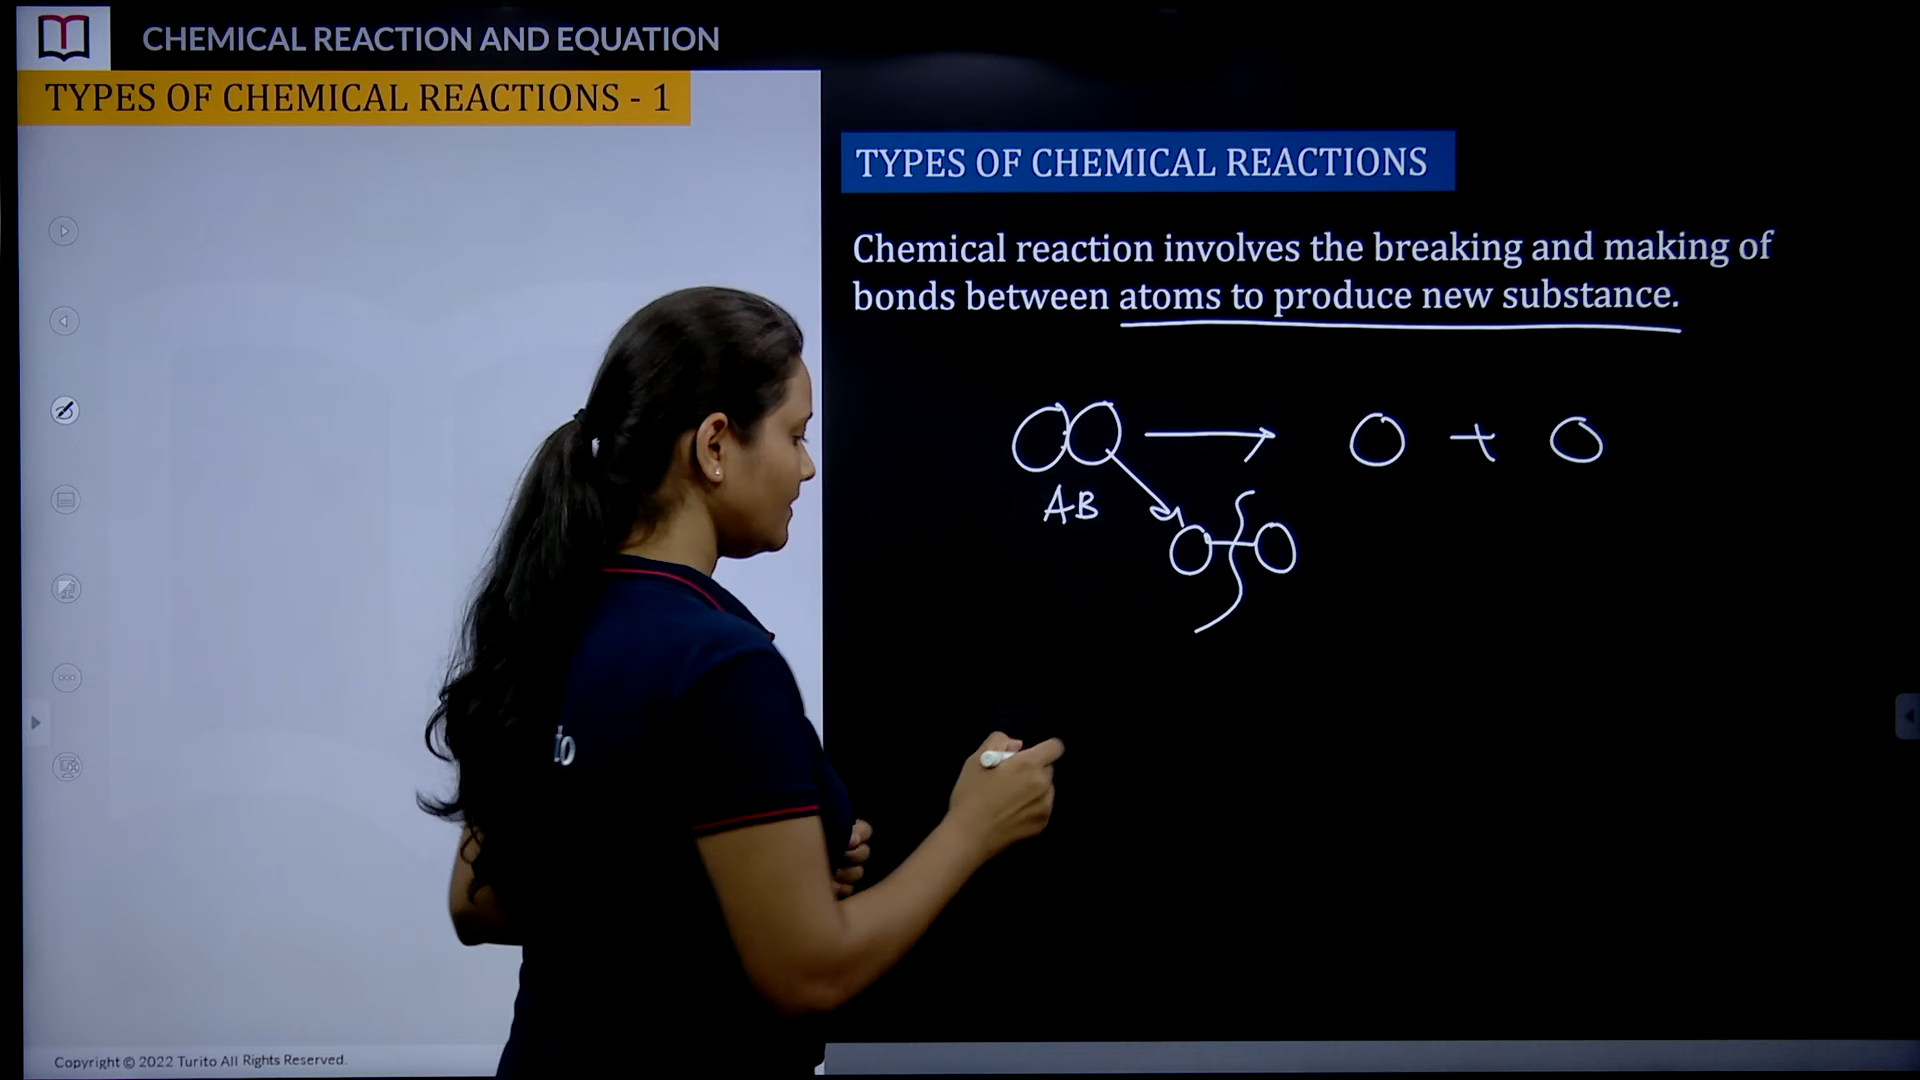 CHEMICAL REACTION AND EQUATION
TYPES OF CHEMICAL REACTIONS - 1
TYPES OF CHEMICAL REACTIONS
Chemical reaction involves the breaking and making of
bonds between atoms to produce new substance.
+
AB
io
Copyright © 2022 Turito All Rights Reserved.